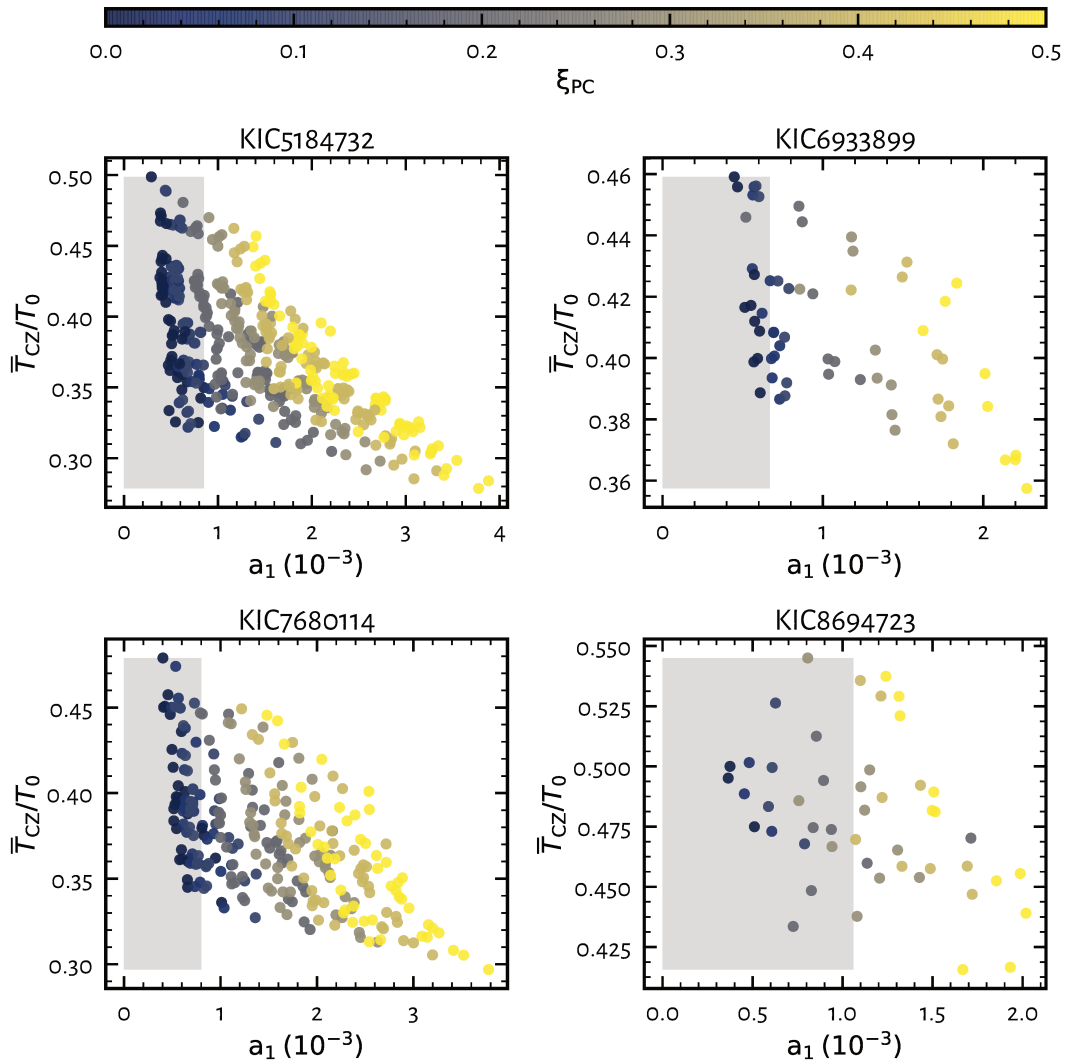 0.0 0.1 0.2 0.3 0.4 0.5
ξPC
KIC5184732
0.50
0.45
0.40
0.35
0.30
T̅CZ/T0
0 1 2 3 4
a1 (10−3)
KIC6933899
0.46
0.44
0.42
0.40
0.38
0.36
T̅CZ/T0
0 1 2
a1 (10−3)
KIC7680114
0.45
0.40
0.35
0.30
T̅CZ/T0
0 1 2 3
a1 (10−3)
KIC8694723
0.550
0.525
0.500
0.475
0.450
0.425
T̅CZ/T0
0.0 0.5 1.0 1.5 2.0
a1 (10−3)